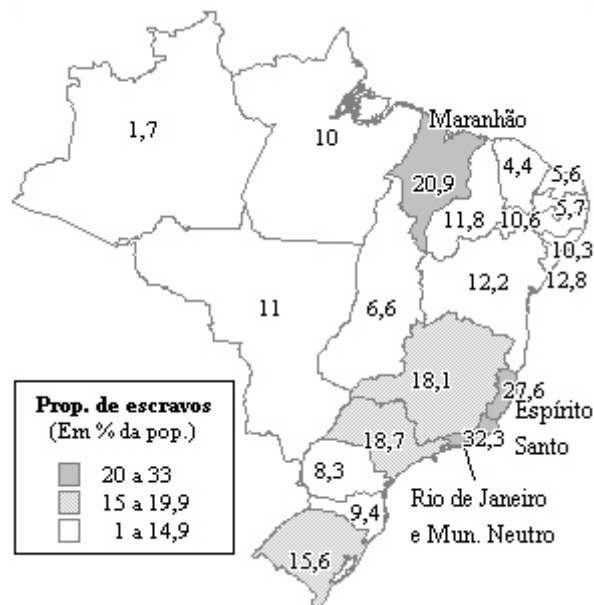 Maranhão
1,7
10
20,9
4,4
5,6
5,7
11,8
10,6
10,3
12,8
12,2
11
6,6
18,1
27,6
Espírito
Santo
18,7
32,3
8,3
9,4
15,6
Rio de Janeiro
e Mun. Neutro
Prop. de escravos
(Em % da pop.)
20 a 33
15 a 19,9
1 a 14,9